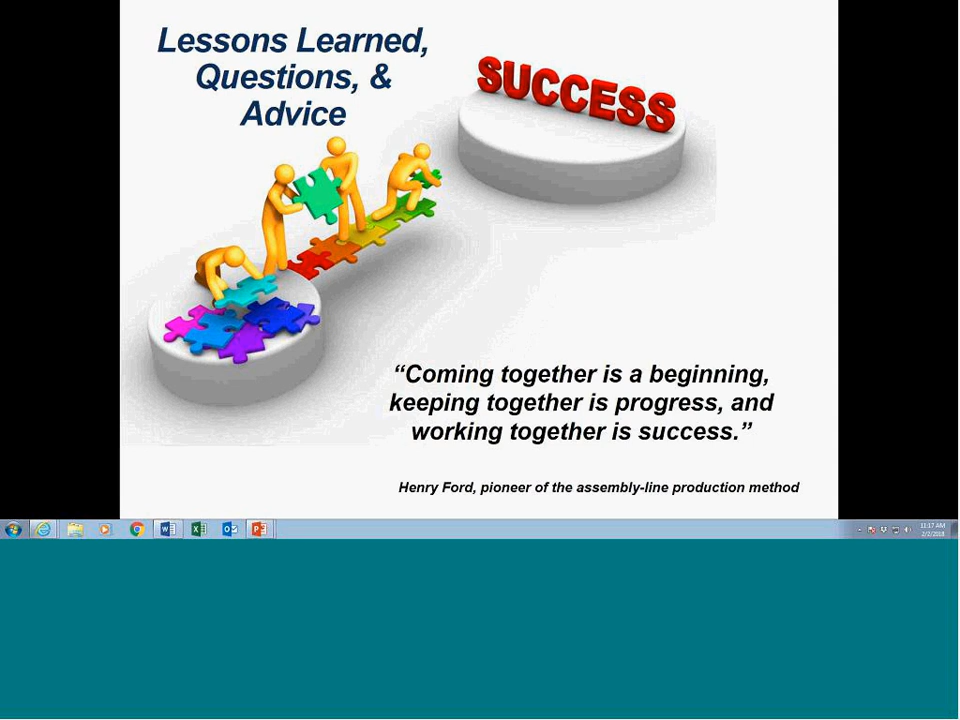 Lessons Learned,
Questions, &
Advice
SUCCESS
“Coming together is a beginning,
keeping together is progress, and
working together is success.”
Henry Ford, pioneer of the assembly-line production method
11:17 AM
2/2/2018